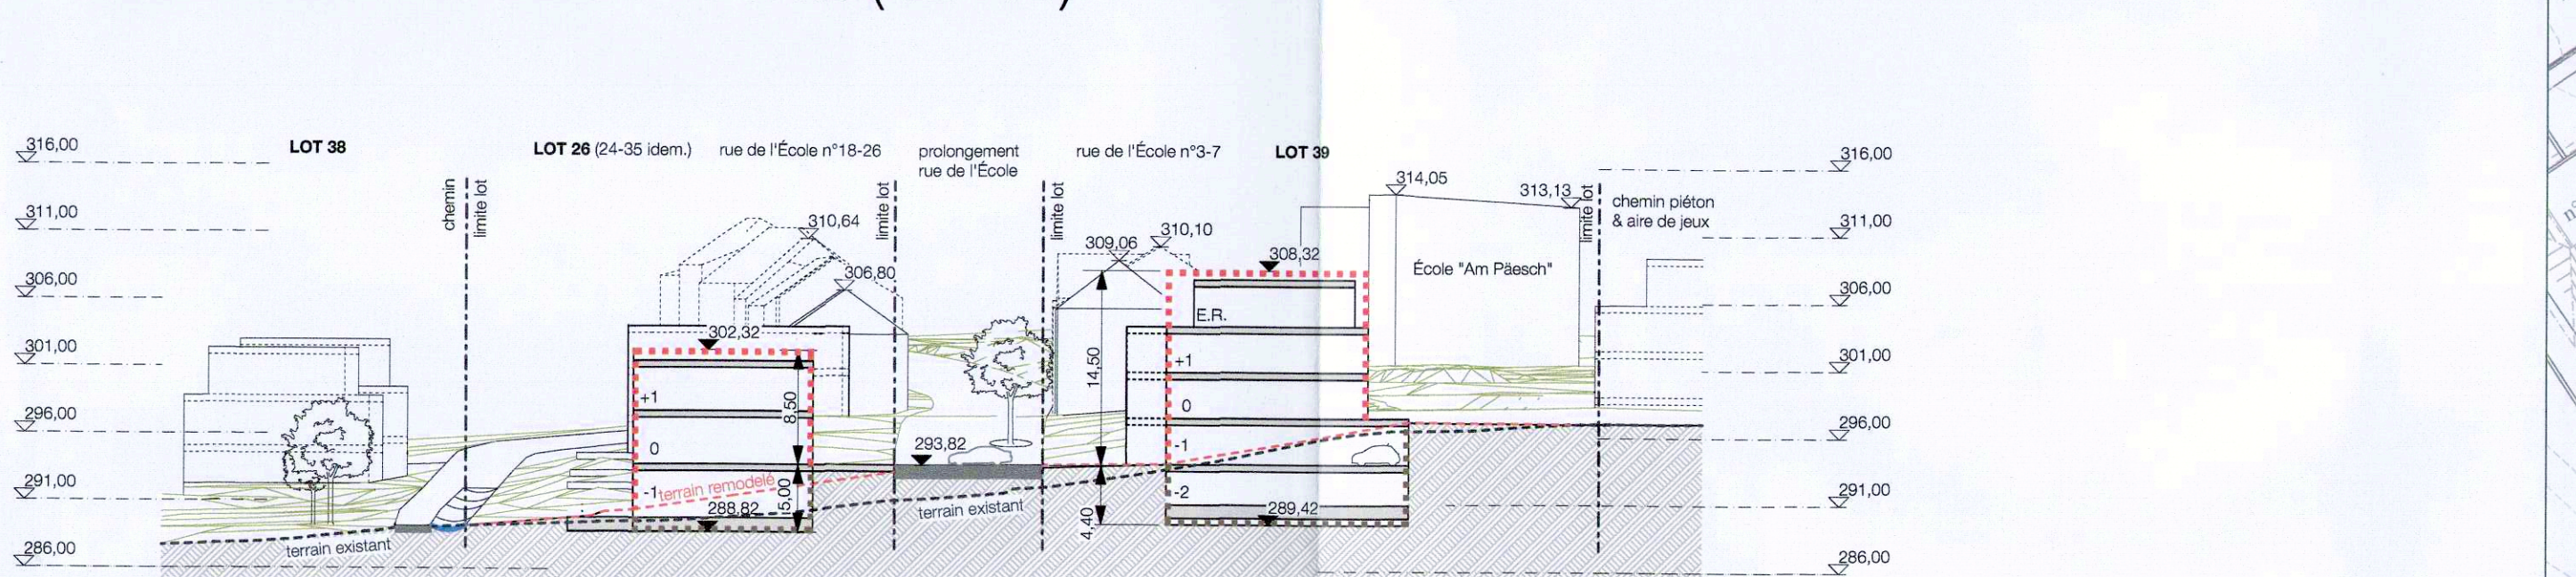 316,00
311,00
306,00
301,00
296,00
291,00
286,00
LOT 38
chemin
limite lot
terrain existant
LOT 26 (24-35 idem.)
rue de l'École n°18-26
310,64
306,80
302,32
+1
0
-1
8,50
5,00
terrain remodelé
288,82
limite lot
prolongement
rue de l'École
293,82
terrain existant
limite lot
rue de l'École n°3-7
LOT 39
309,06
310,10
308,32
14,50
4,40
E.R.
+1
0
-1
-2
289,42
314,05
313,13
École "Am Päesch"
limite lot
chemin piéton
& aire de jeux
316,00
311,00
306,00
301,00
296,00
291,00
286,00